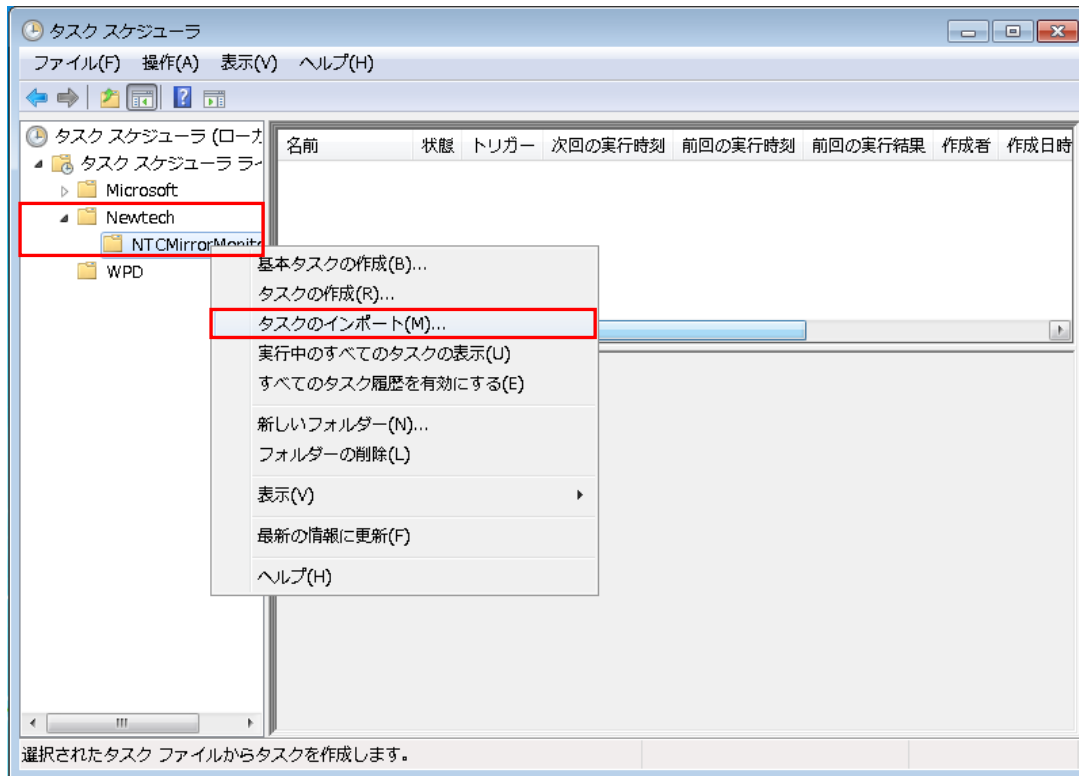 タスク スケジューラ
ファイル(F) 操作(A) 表示(V) ヘルプ(H)
タスク スケジューラ (ローカ
タスク スケジューラ ライ
Microsoft
Newtech
NTCMirrorMonito
WPD
名前 状態 トリガー 次回の実行時刻 前回の実行時刻 前回の実行結果 作成者 作成日時
基本タスクの作成(B)...
タスクの作成(R)...
タスクのインポート(M)...
実行中のすべてのタスクの表示(U)
すべてのタスク履歴を有効にする(E)
新しいフォルダー(N)...
フォルダーの削除(L)
表示(V)
最新の情報に更新(F)
ヘルプ(H)
選択されたタスク ファイルからタスクを作成します。